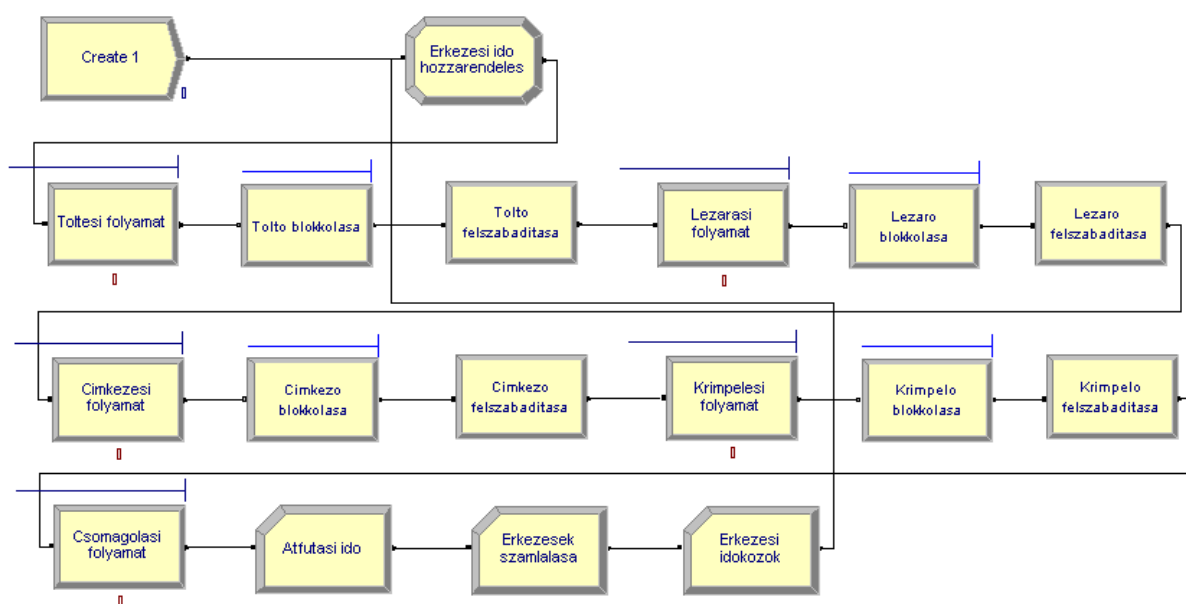 Create 1
Erkezesi ido
hozzarendeles
Toltesi folyamat
Tolto blokkolasa
Tolto
felszabaditasa
Lezarasi
folyamat
Lezaro
blokkolasa
Lezaro
felszabaditasa
Cimkezesi
folyamat
Cimkezo
blokkolasa
Cimkezo
felszabaditasa
Krimpelesi
folyamat
Krimpelo
blokkolasa
Krimpelo
felszabaditasa
Csomagolasi
folyamat
Atfutasi ido
Erkezesek
szamlalasa
Erkezesi
idokozok